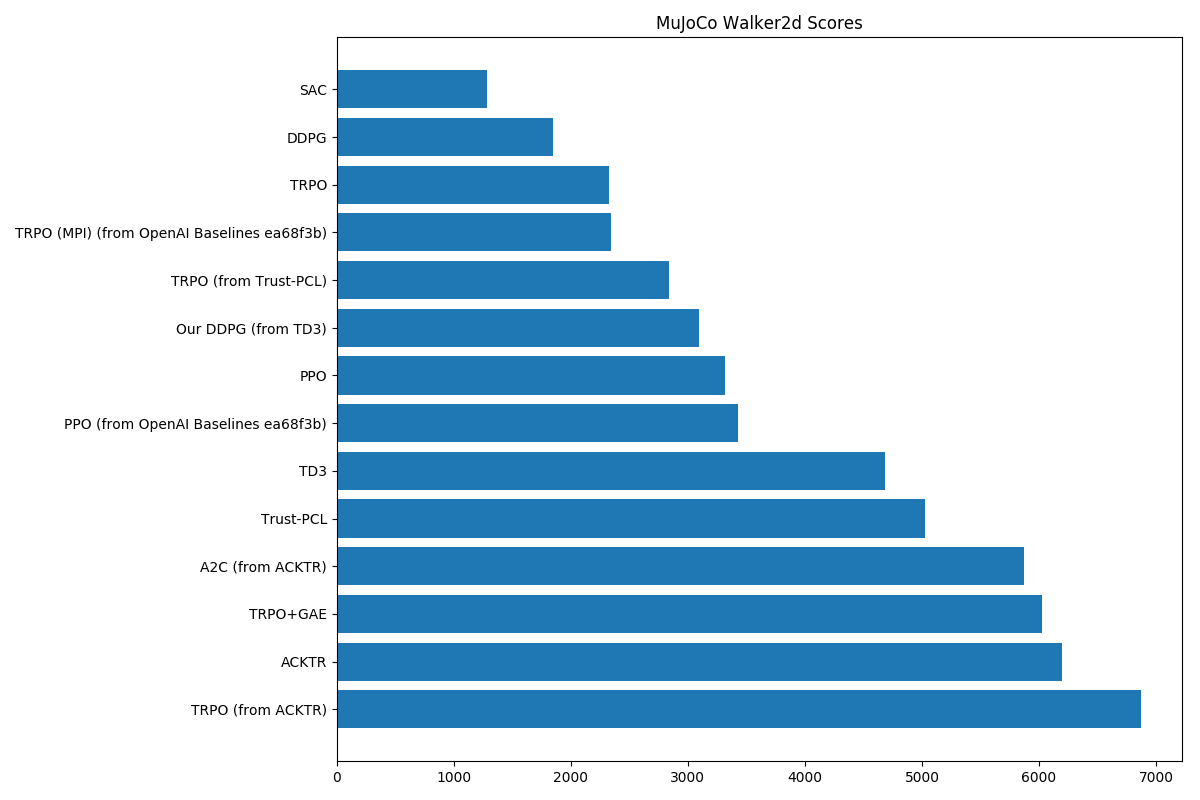 MuJoCo Walker2d Scores
SAC
DDPG
TRPO
TRPO (MPI) (from OpenAI Baselines ea68f3b)
TRPO (from Trust-PCL)
Our DDPG (from TD3)
PPO
PPO (from OpenAI Baselines ea68f3b)
TD3
Trust-PCL
A2C (from ACKTR)
TRPO+GAE
ACKTR
TRPO (from ACKTR)
0 1000 2000 3000 4000 5000 6000 7000